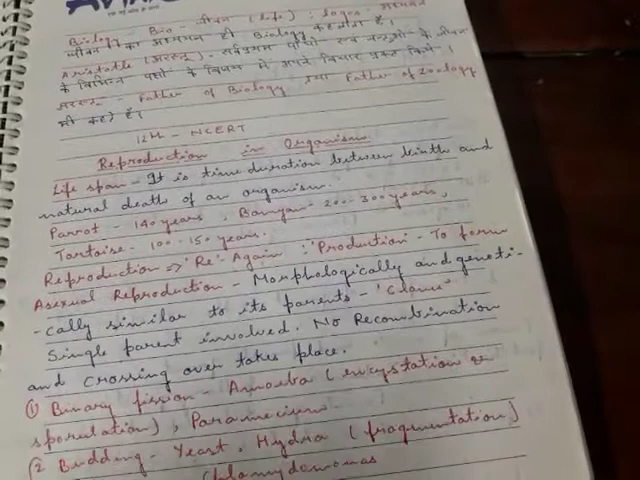 Biology - Bio - जीवन (Life) : Logos - अध्ययन
जीवन का अध्ययन ही Biology कहलाता है।
Aristotle (अरस्तू) - सर्वप्रथम पौधों एवं जन्तुओं के जीवन
के विभिन्न पक्षों के विषय में अपने विचार प्रकट किये।
अरस्तू - Father of Biology तथा Father of Zoology
भी कहते हैं।
12th - NCERT
Reproduction in Organism
Life span - It is time duration between birth and
natural death of an organism.
Parrot - 140 years, Banyan - 200-300 years,
Tortoise - 100-150 years.
Reproduction => 'Re' Again : 'Production - To form
Asexual Reproduction - Morphologically and geneti-
-cally similar to its parents - 'Clone'
Single parent involved. No Recombination
and crossing over takes place.
① Binary fission - Amoeba (encystation or
sporulation), Paramecium
② Budding - Yeast, Hydra (fragmentation)
Chlamydomonas